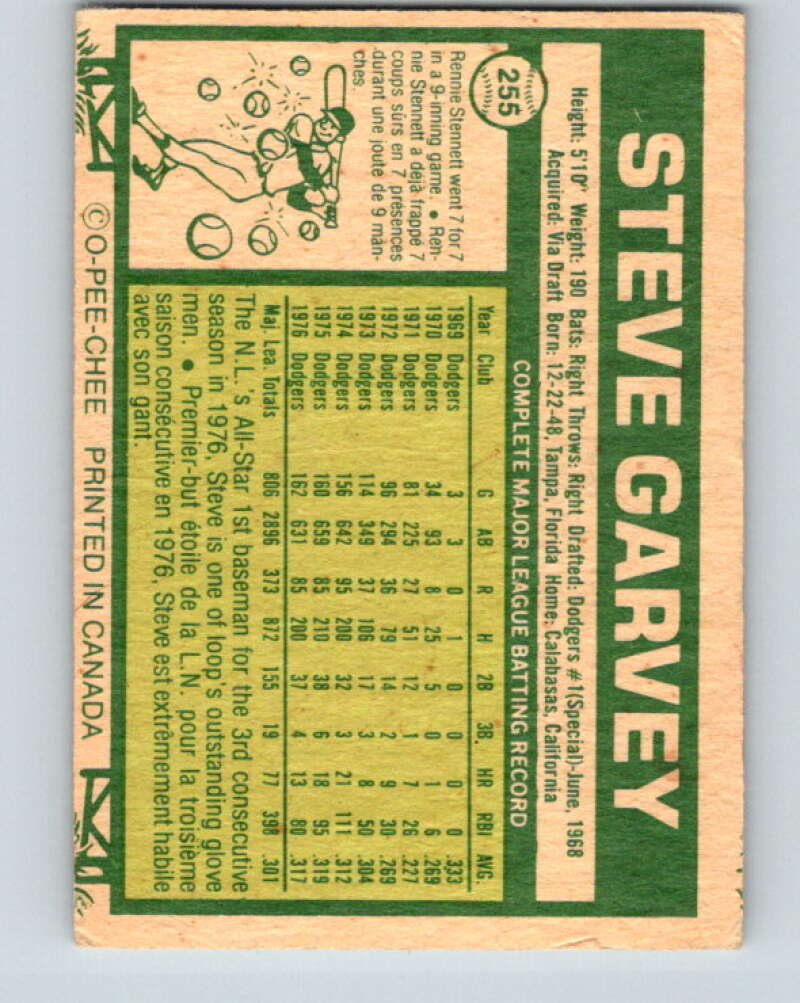 255
STEVE GARVEY
Height: 5'10" Weight: 190 Bats: Right Throws: Right Drafted: Dodgers #1(Special)-June, 1968
Acquired: Via Draft Born: 12-22-48, Tampa, Florida Home: Calabasas, California
COMPLETE MAJOR LEAGUE BATTING RECORD
Rennie Stennett went 7 for 7
in a 9-inning game. • Ren-
nie Stennett a déjà frappé 7
coups sûrs en 7 présences
durant une joute de 9 man-
ches.
Year Club G AB R H 2B 3B. HR RBI AVG.
1969 Dodgers 3 3 0 1 0 0 0 0 .333
1970 Dodgers 34 93 8 25 5 0 1 6 .269
1971 Dodgers 81 225 27 51 12 1 7 26 .227
1972 Dodgers 96 294 36 79 14 2 9 30 .269
1973 Dodgers 114 349 37 106 17 3 8 50 .304
1974 Dodgers 156 642 95 200 32 3 21 111 .312
1975 Dodgers 160 659 85 210 38 6 18 95 .319
1976 Dodgers 162 631 85 200 37 4 13 80 .317
Maj. Lea. Totals 806 2896 373 872 155 19 77 398 .301
The N.L.'s All-Star 1st baseman for the 3rd consecutive
season in 1976, Steve is one of loop's outstanding glove
men. • Premier-but étoile de la L.N. pour la troisième
saison consécutive en 1976, Steve est extrêmement habile
avec son gant.
©O-PEE-CHEE PRINTED IN CANADA